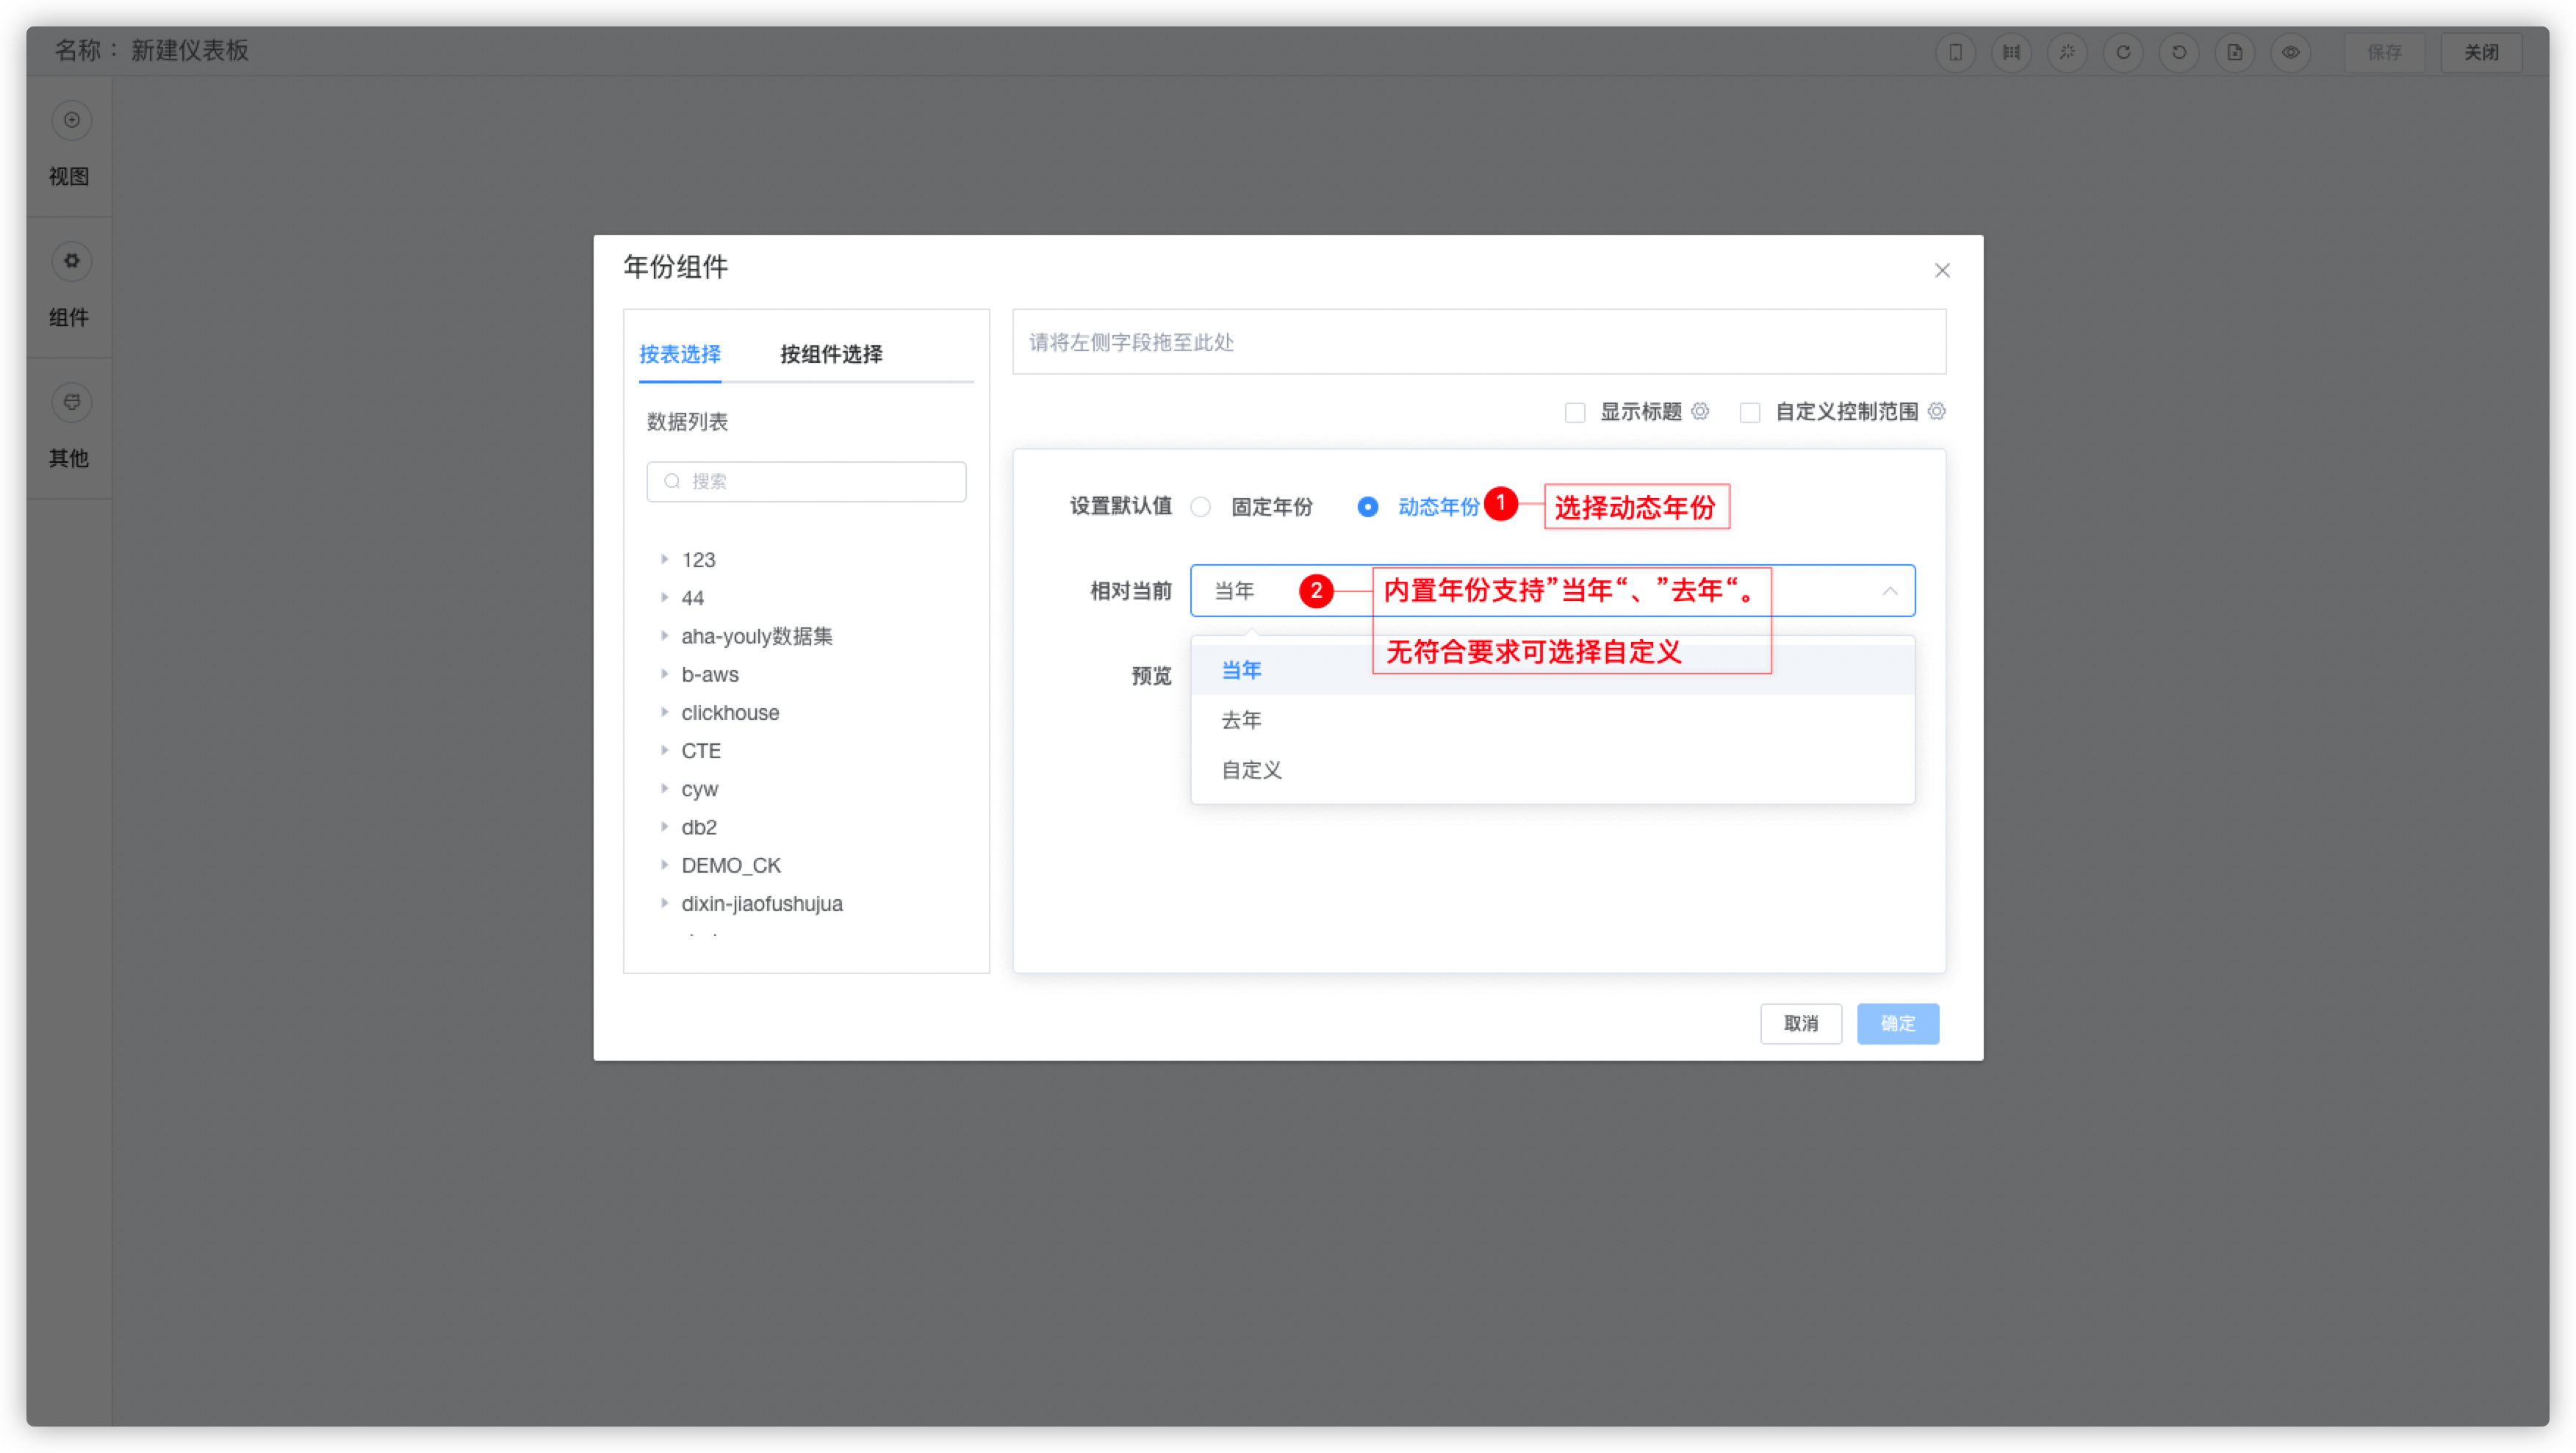 名称： 新建仪表板
保存
关闭
视图
组件
其他
年份组件
按表选择
按组件选择
数据列表
搜索
123
44
aha-youly数据集
b-aws
clickhouse
CTE
cyw
db2
DEMO_CK
dixin-jiaofushujua
请将左侧字段拖至此处
显示标题
自定义控制范围
设置默认值
固定年份
动态年份
1
选择动态年份
相对当前
当年
2
内置年份支持”当年“、”去年“。
无符合要求可选择自定义
预览
当年
去年
自定义
取消
确定